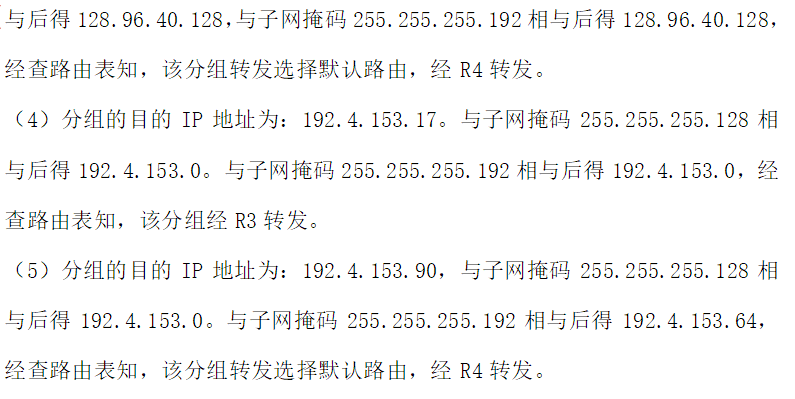 与后得 128.96.40.128，与子网掩码 255.255.255.192 相与后得 128.96.40.128，
经查路由表知，该分组转发选择默认路由，经 R4 转发。
（4）分组的目的 IP 地址为：192.4.153.17。与子网掩码 255.255.255.128 相
与后得 192.4.153.0。与子网掩码 255.255.255.192 相与后得 192.4.153.0，经
查路由表知，该分组经 R3 转发。
（5）分组的目的 IP 地址为：192.4.153.90，与子网掩码 255.255.255.128 相
与后得 192.4.153.0。与子网掩码 255.255.255.192 相与后得 192.4.153.64，
经查路由表知，该分组转发选择默认路由，经 R4 转发。